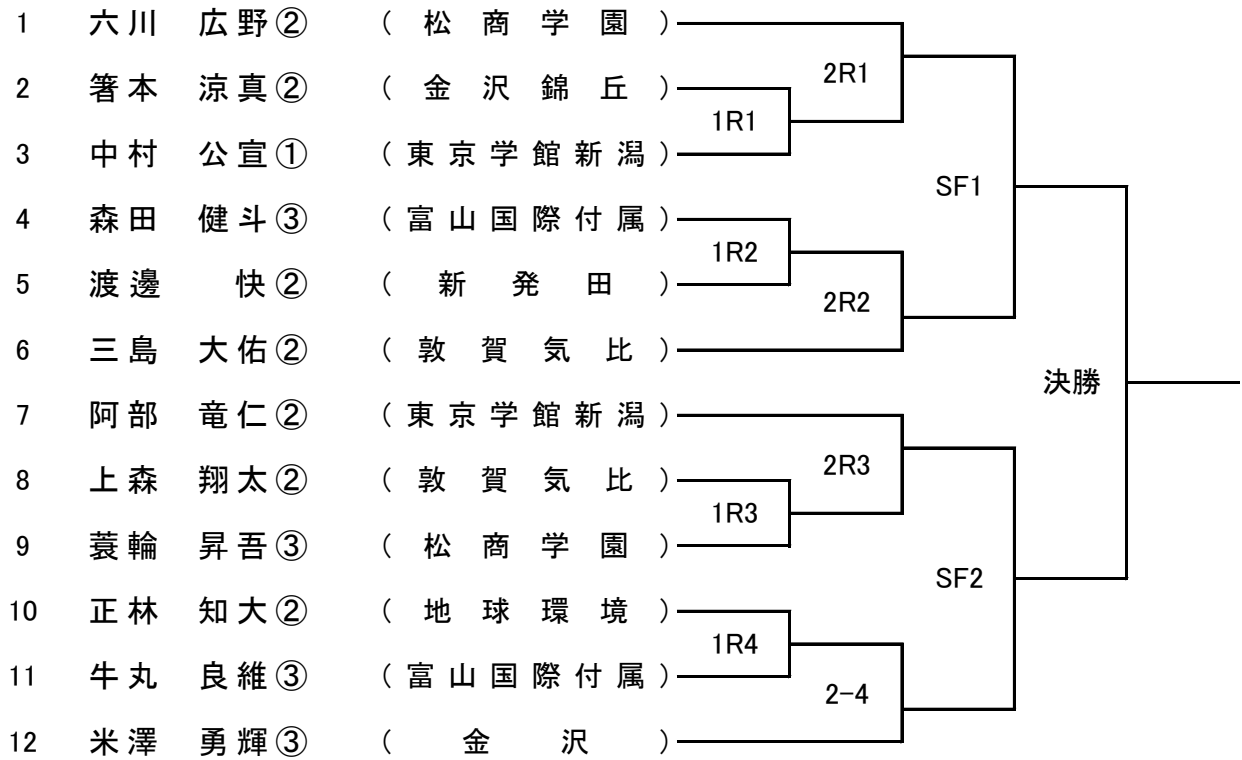 1 六川 広野② (松商学園)
2R1
2 箸本 涼真② (金沢錦丘)
1R1
3 中村 公宣① (東京学館新潟)
SF1
4 森田 健斗③ (富山国際付属)
1R2
5 渡邊 快② (新発田)
2R2
6 三島 大佑② (敦賀気比)
決勝
7 阿部 竜仁② (東京学館新潟)
2R3
8 上森 翔太② (敦賀気比)
1R3
9 蓑輪 昇吾③ (松商学園)
SF2
10 正林 知大② (地球環境)
1R4
11 牛丸 良維③ (富山国際付属)
2-4
12 米澤 勇輝③ (金沢)